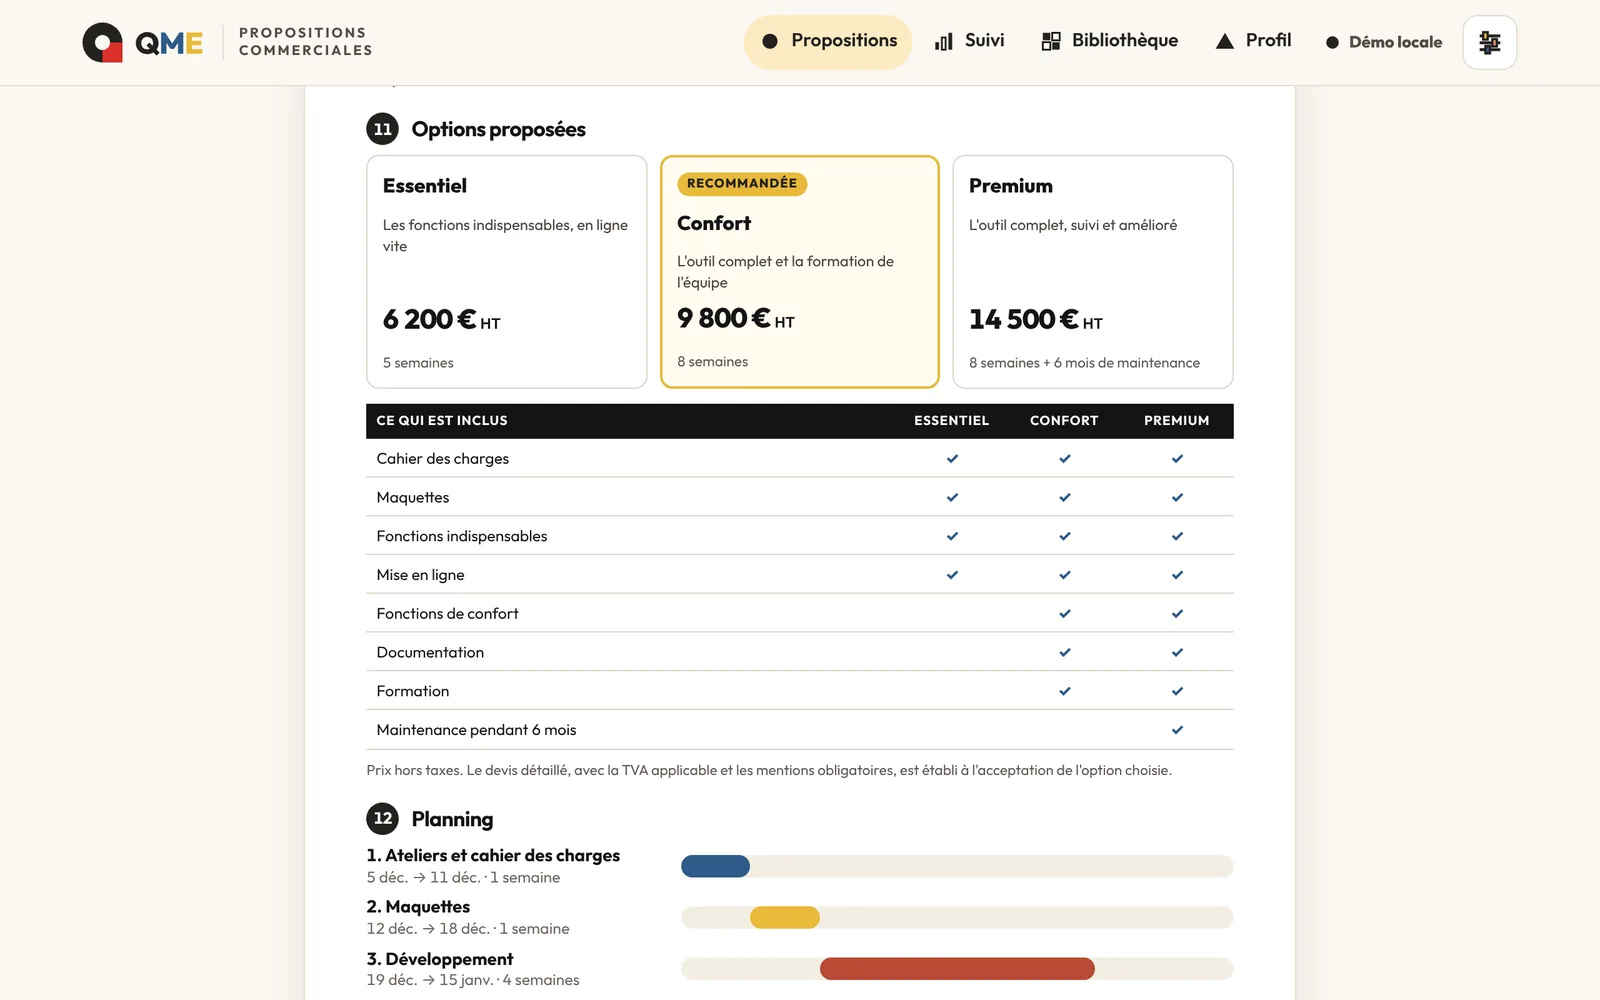 QME
PROPOSITIONS
COMMERCIALES
Propositions
Suivi
Bibliothèque
Profil
Démo locale
11 Options proposées
Essentiel
Les fonctions indispensables, en ligne
vite
6 200 € HT
5 semaines
RECOMMANDÉE
Confort
L'outil complet et la formation de
l'équipe
9 800 € HT
8 semaines
Premium
L'outil complet, suivi et amélioré
14 500 € HT
8 semaines + 6 mois de maintenance
CE QUI EST INCLUS ESSENTIEL CONFORT PREMIUM
Cahier des charges ✓ ✓ ✓
Maquettes ✓ ✓ ✓
Fonctions indispensables ✓ ✓ ✓
Mise en ligne ✓ ✓ ✓
Fonctions de confort ✓ ✓
Documentation ✓ ✓
Formation ✓ ✓
Maintenance pendant 6 mois ✓
Prix hors taxes. Le devis détaillé, avec la TVA applicable et les mentions obligatoires, est établi à l'acceptation de l'option choisie.
12 Planning
1. Ateliers et cahier des charges
5 déc. → 11 déc. · 1 semaine
2. Maquettes
12 déc. → 18 déc. · 1 semaine
3. Développement
19 déc. → 15 janv. · 4 semaines